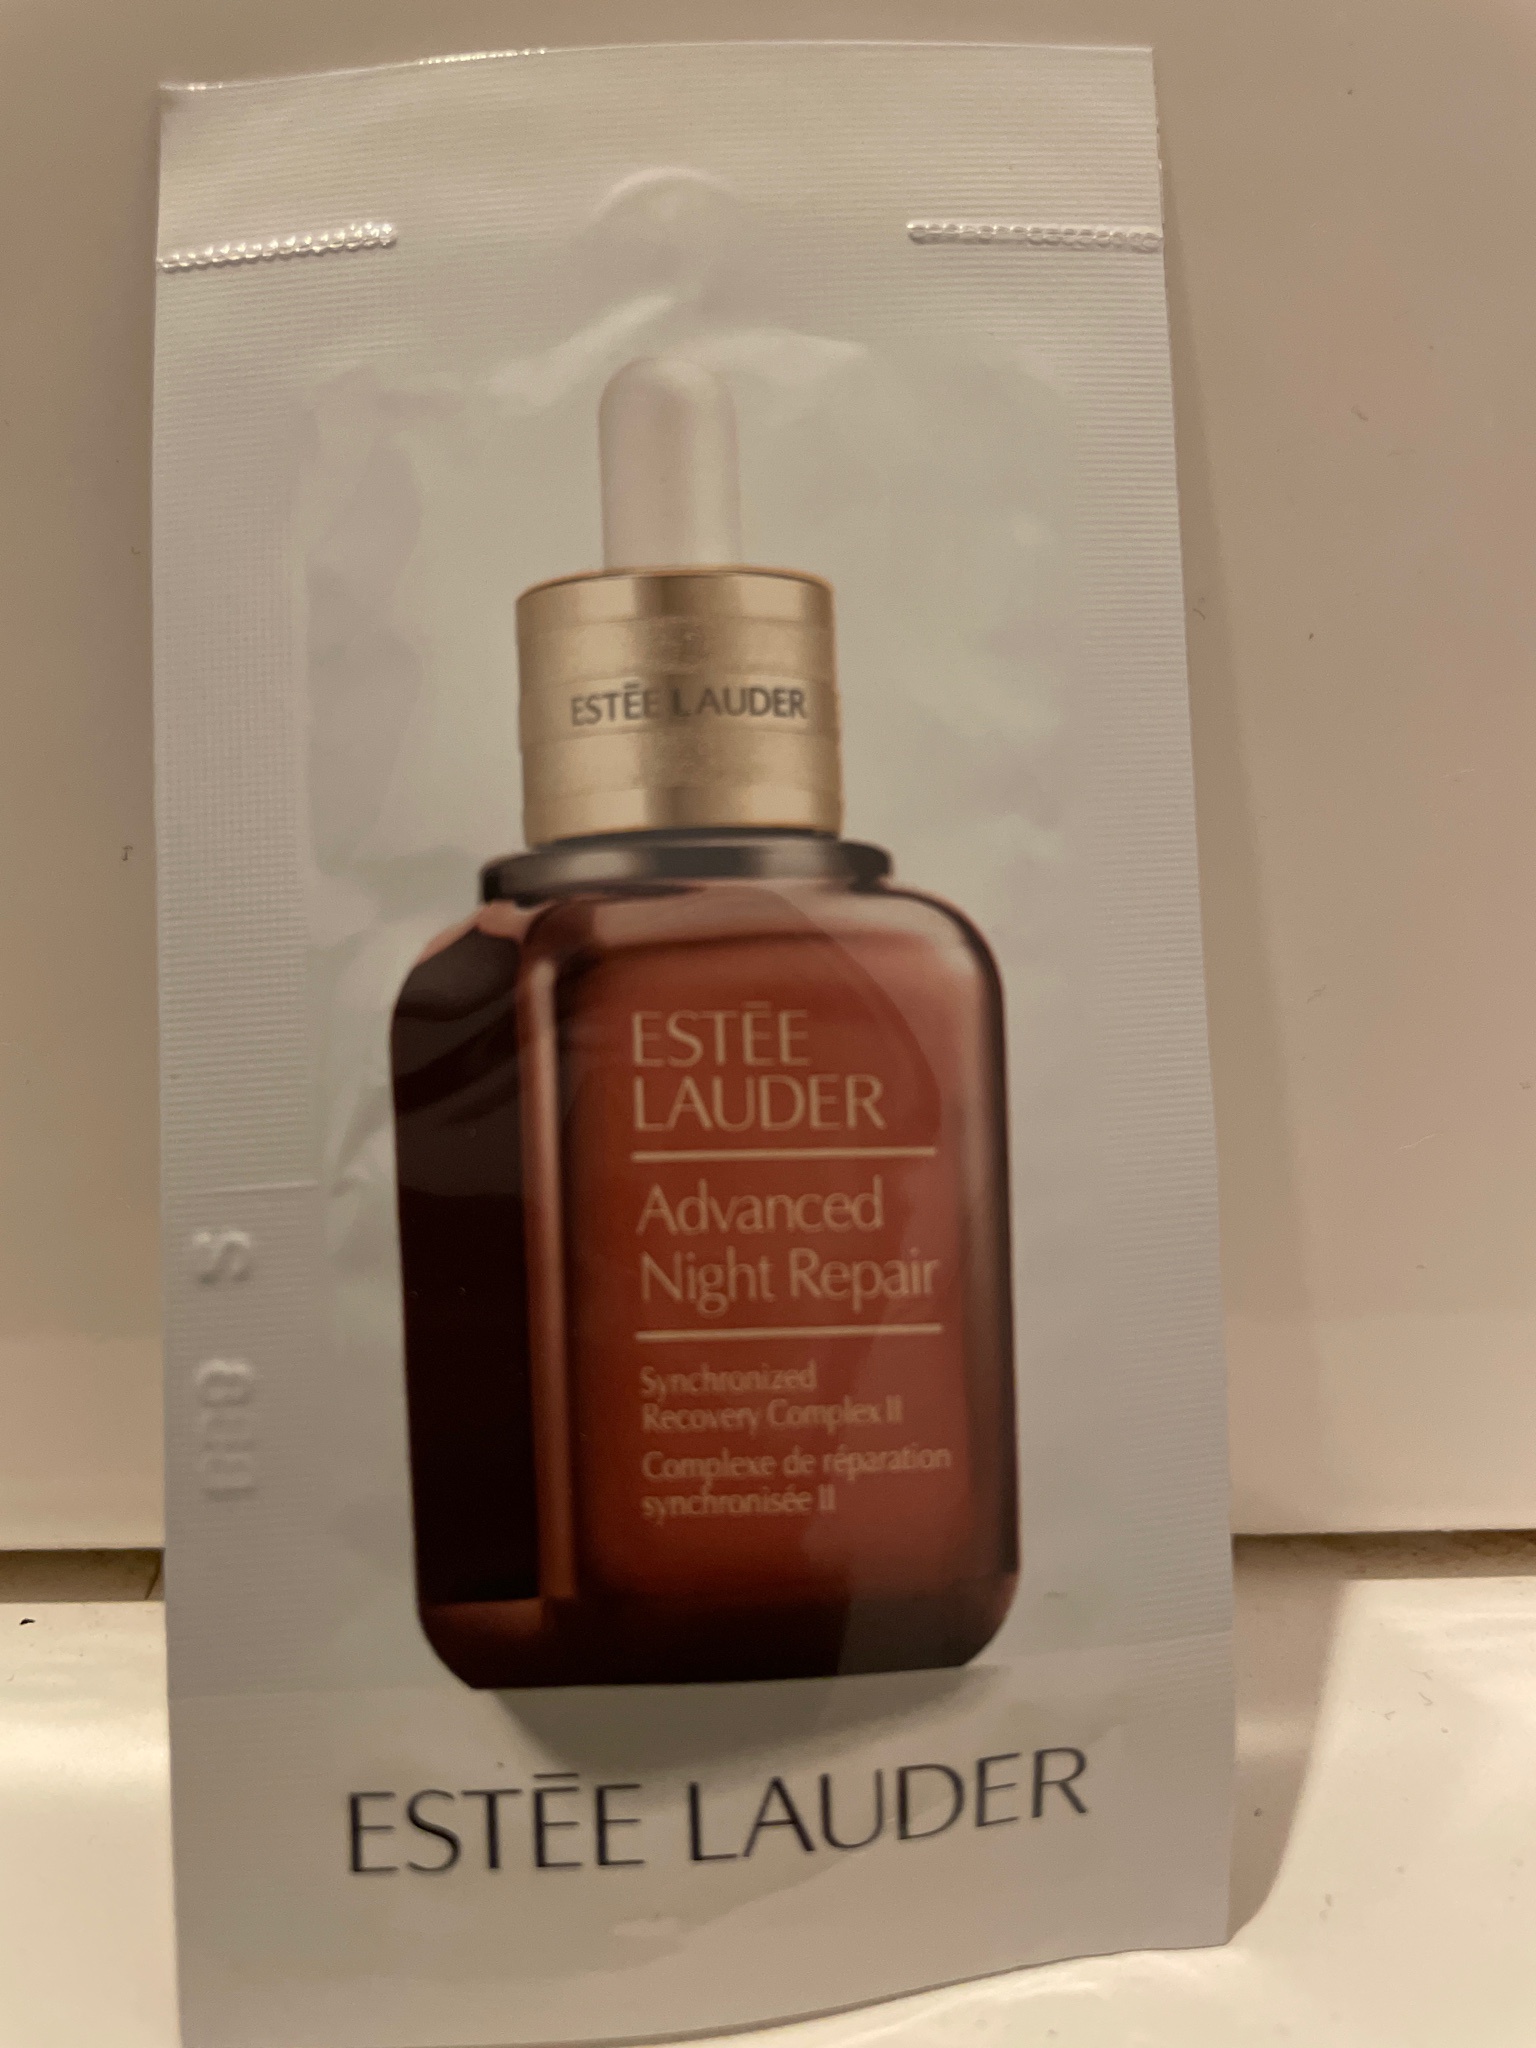 ESTĒE LAUDER
ESTĒE
LAUDER
Advanced
Night Repair
Synchronized
Recovery Complex II
Complexe de réparation
synchronisée II
ESTĒE LAUDER